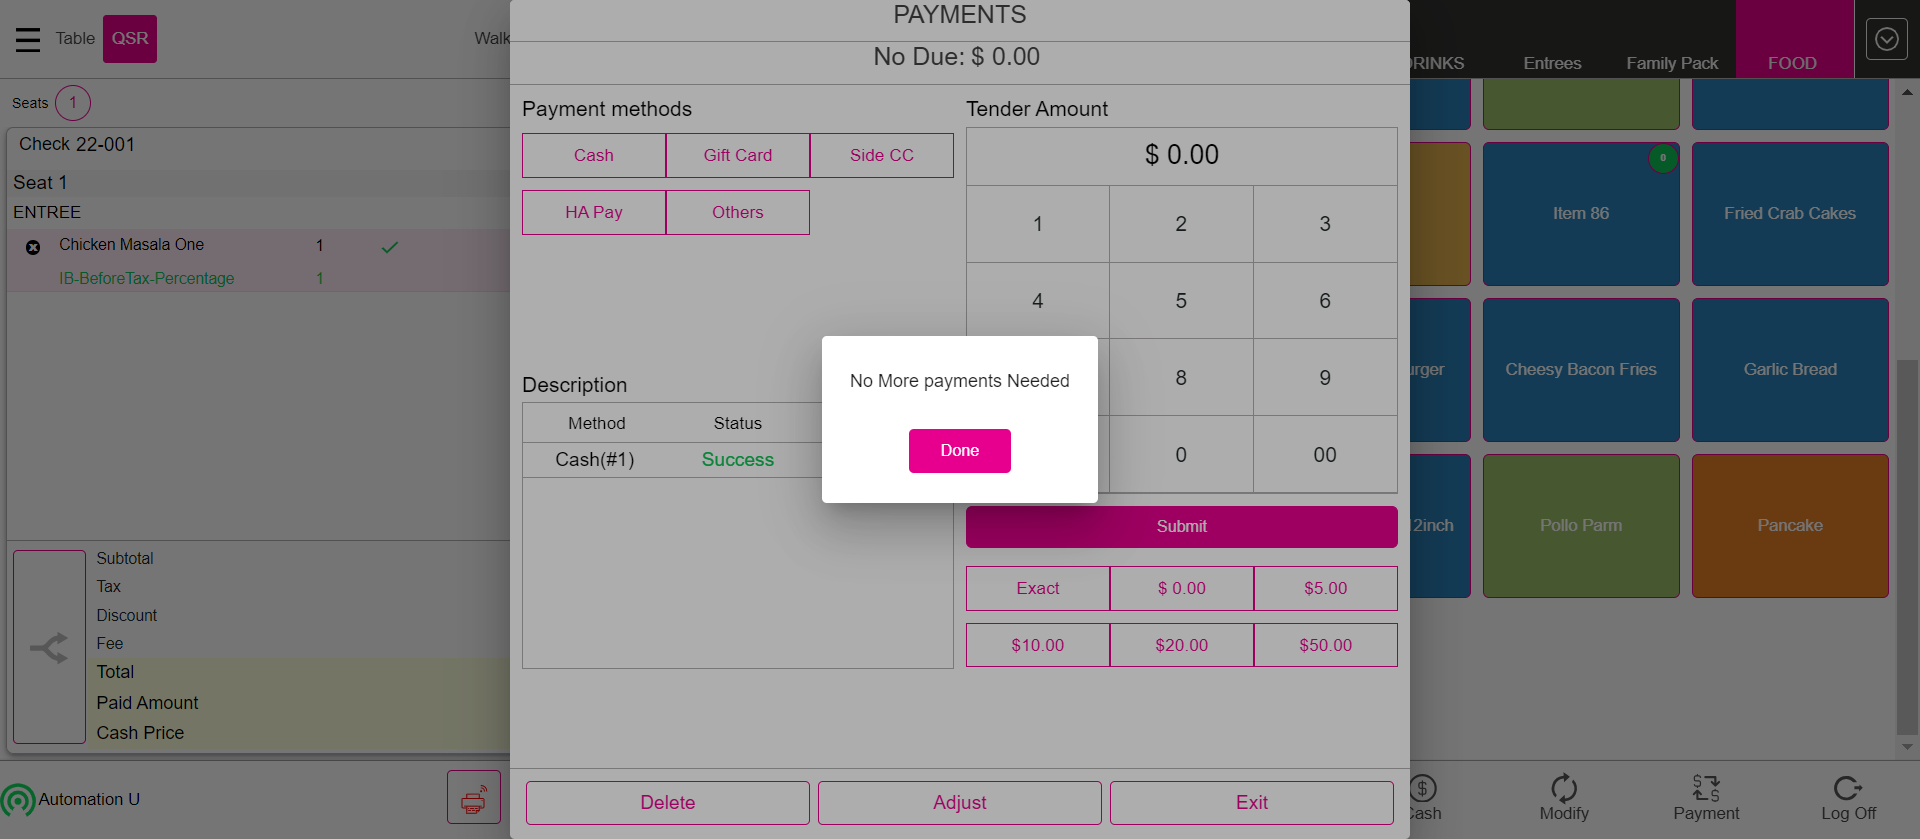 Table
QSR
Walk
Seats 1
Check 22-001
Seat 1
ENTREE
Chicken Masala One 1
IB-BeforeTax-Percentage 1
Subtotal
Tax
Discount
Fee
Total
Paid Amount
Cash Price
Automation U
PAYMENTS
No Due: $ 0.00
Payment methods
Cash
Gift Card
Side CC
HA Pay
Others
Description
Method Status
Cash(#1) Success
Tender Amount
$ 0.00
1 2 3
4 5 6
8 9
0 00
No More payments Needed
Done
Submit
Exact $ 0.00 $5.00
$10.00 $20.00 $50.00
Delete Adjust Exit
RINKS
Entrees
Family Pack
FOOD
0
Item 86
Fried Crab Cakes
urger
Cheesy Bacon Fries
Garlic Bread
2inch
Pollo Parm
Pancake
Cash
Modify
Payment
Log Off